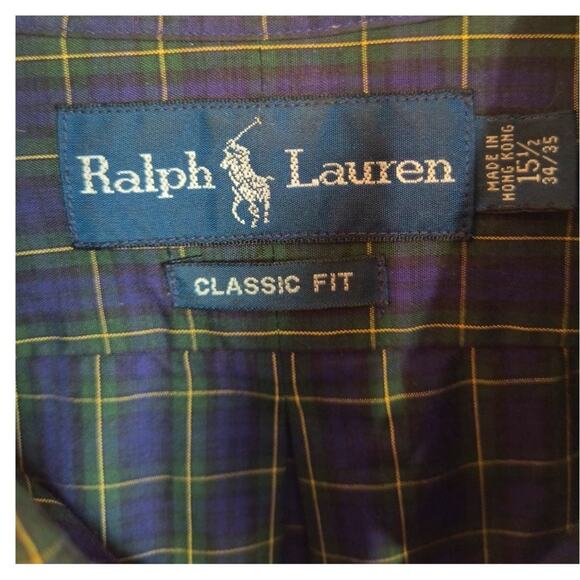 Ralph Lauren
MADE IN
HONG KONG
15½
34/35
CLASSIC FIT